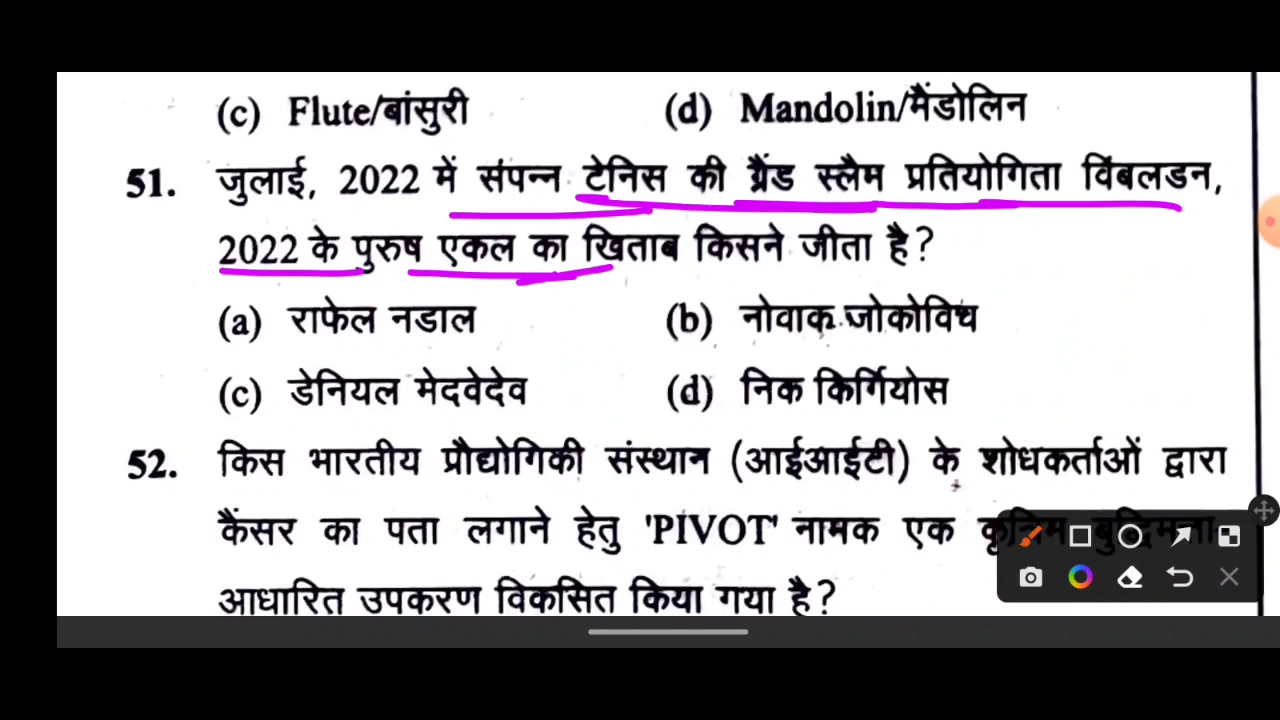 (c) Flute/बांसुरी (d) Mandolin/मैंडोलिन
51. जुलाई, 2022 में संपन्न टेनिस की ग्रैंड स्लैम प्रतियोगिता विंबलडन,
2022 के पुरुष एकल का खिताब किसने जीता है?
(a) राफेल नडाल (b) नोवाक जोकोविच
(c) डेनियल मेदवेदेव (d) निक किर्गियोस
52. किस भारतीय प्रौद्योगिकी संस्थान (आईआईटी) के शोधकर्ताओं द्वारा
कैंसर का पता लगाने हेतु 'PIVOT' नामक एक कृत्रिम बुद्धिमत्ता
आधारित उपकरण विकसित किया गया है?